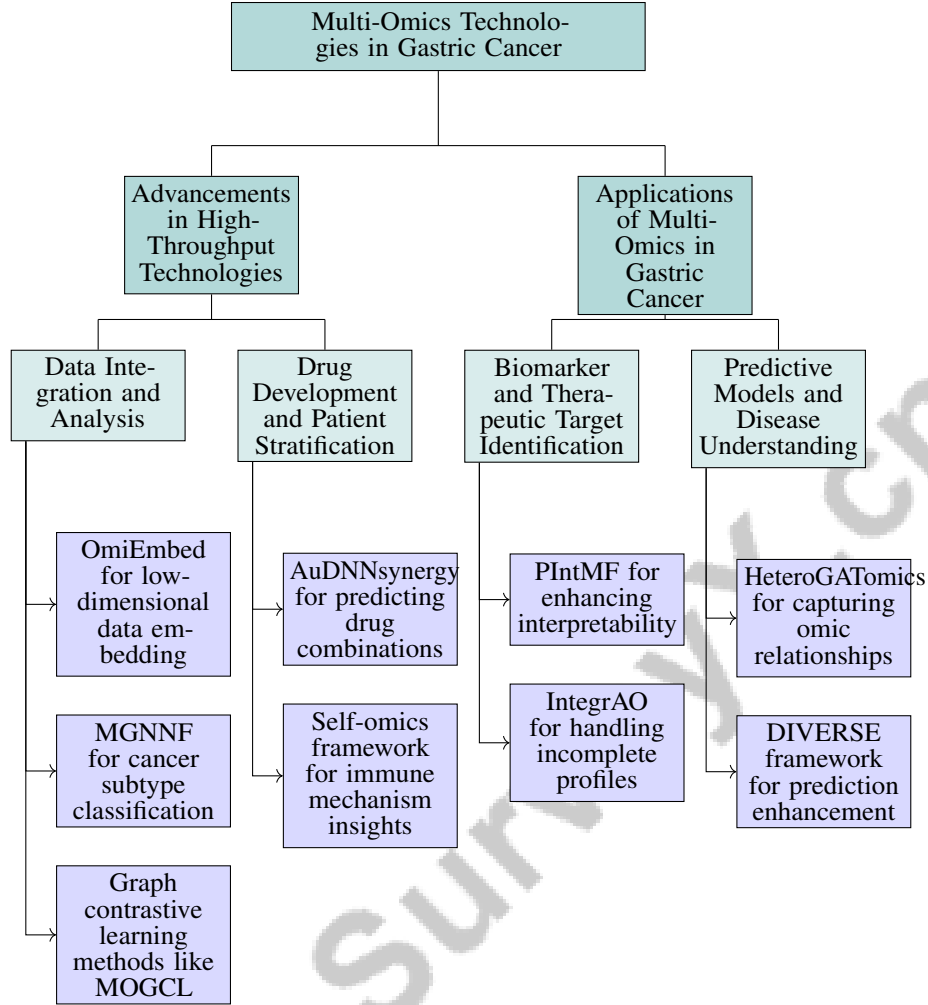 Multi-Omics Technolo-
gies in Gastric Cancer
Advancements
in High-
Throughput
Technologies
Applications
of Multi-
Omics in
Gastric
Cancer
Data Inte-
gration and
Analysis
Drug
Development
and Patient
Stratification
Biomarker
and Thera-
peutic Target
Identification
Predictive
Models and
Disease
Understanding
OmiEmbed
for low-
dimensional
data em-
bedding
AuDNNsynergy
for predicting
drug
combinations
PIntMF for
enhancing
interpretability
HeteroGATomics
for capturing
omic
relationships
MGNNF
for cancer
subtype
classification
Self-omics
framework
for immune
mechanism
insights
IntegrAO
for handling
incomplete
profiles
DIVERSE
framework
for prediction
enhancement
Graph
contrastive
learning
methods like
MOGCL